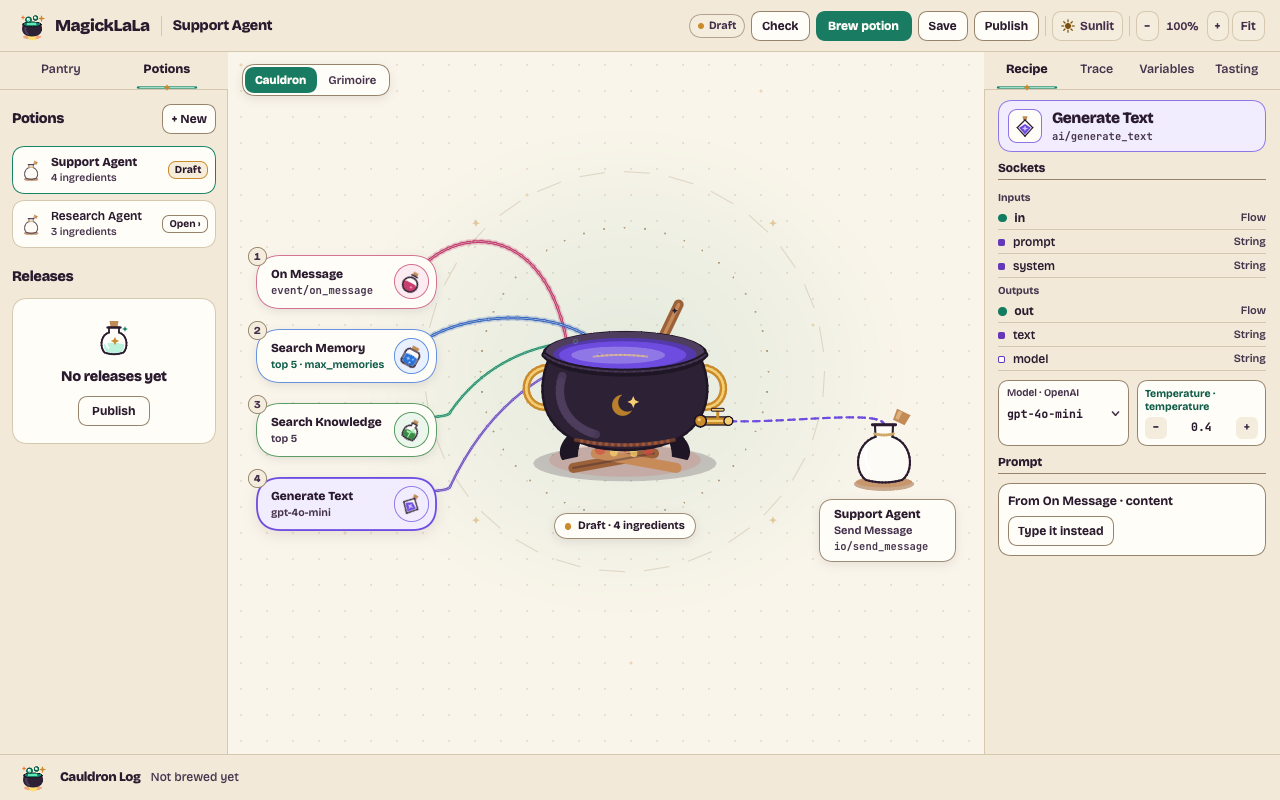 MagickLaLa
Support Agent
Draft
Check
Brew potion
Save
Publish
Sunlit
−
100%
+
Fit
Pantry
Potions
Potions
+ New
Support Agent
4 ingredients
Draft
Research Agent
3 ingredients
Open ›
Releases
No releases yet
Publish
Cauldron
Grimoire
1
On Message
event/on_message
2
Search Memory
top 5 · max_memories
3
Search Knowledge
top 5
4
Generate Text
gpt-4o-mini
Draft · 4 ingredients
Support Agent
Send Message
io/send_message
Recipe
Trace
Variables
Tasting
Generate Text
ai/generate_text
Sockets
Inputs
in Flow
prompt String
system String
Outputs
out Flow
text String
model String
Model · OpenAI
gpt-4o-mini
Temperature ·
temperature
− 0.4 +
Prompt
From On Message · content
Type it instead
Cauldron Log
Not brewed yet